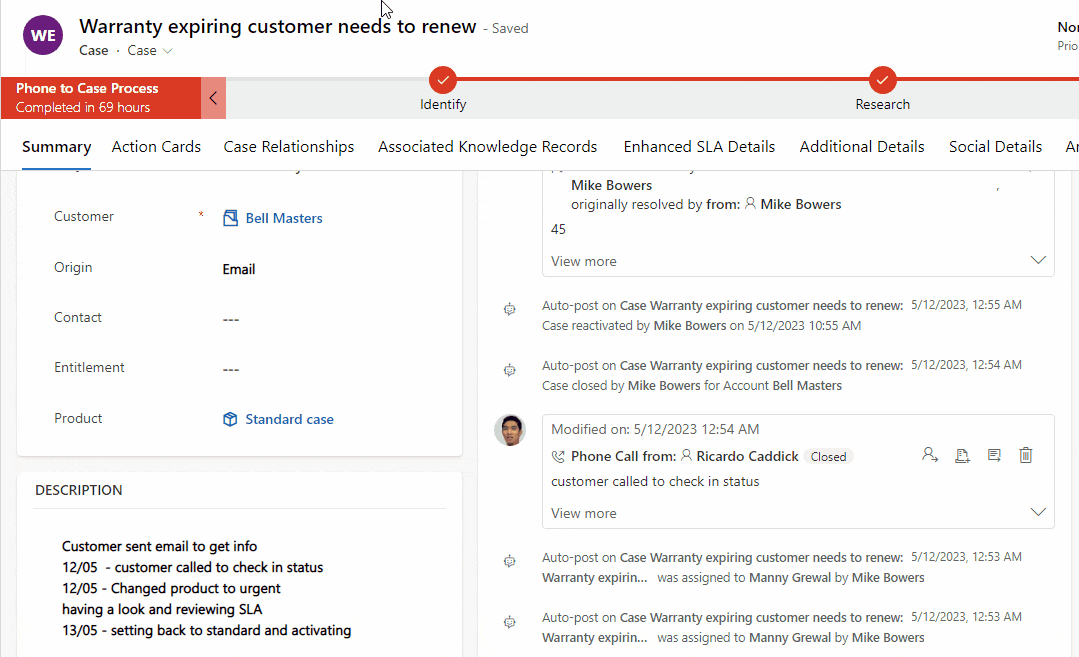 WE
Warranty expiring customer needs to renew - Saved
Case · Case
Nor
Prio
Phone to Case Process
Completed in 69 hours
Identify
Research
Summary Action Cards Case Relationships Associated Knowledge Records Enhanced SLA Details Additional Details Social Details
Customer * Bell Masters
Origin Email
Contact ---
Entitlement ---
Product Standard case
DESCRIPTION
Customer sent email to get info
12/05 - customer called to check in status
12/05 - Changed product to urgent
having a look and reviewing SLA
13/05 - setting back to standard and activating
Mike Bowers ,
originally resolved by from: Mike Bowers
45
View more
Auto-post on Case Warranty expiring customer needs to renew: 5/12/2023, 12:55 AM
Case reactivated by Mike Bowers on 5/12/2023 10:55 AM
Auto-post on Case Warranty expiring customer needs to renew: 5/12/2023, 12:54 AM
Case closed by Mike Bowers for Account Bell Masters
Modified on: 5/12/2023 12:54 AM
Phone Call from: Ricardo Caddick Closed
customer called to check in status
View more
Auto-post on Case Warranty expiring customer needs to renew: 5/12/2023, 12:53 AM
Warranty expirin... was assigned to Manny Grewal by Mike Bowers
Auto-post on Case Warranty expiring customer needs to renew: 5/12/2023, 12:53 AM
Warranty expirin... was assigned to Manny Grewal by Mike Bowers